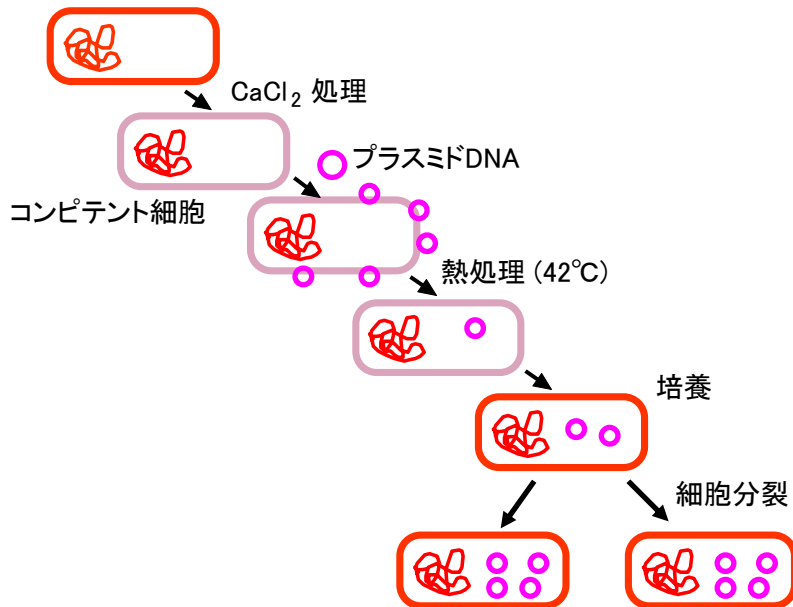 CaCl₂ 処理
プラスミドDNA
コンピテント細胞
熱処理 (42℃)
培養
細胞分裂